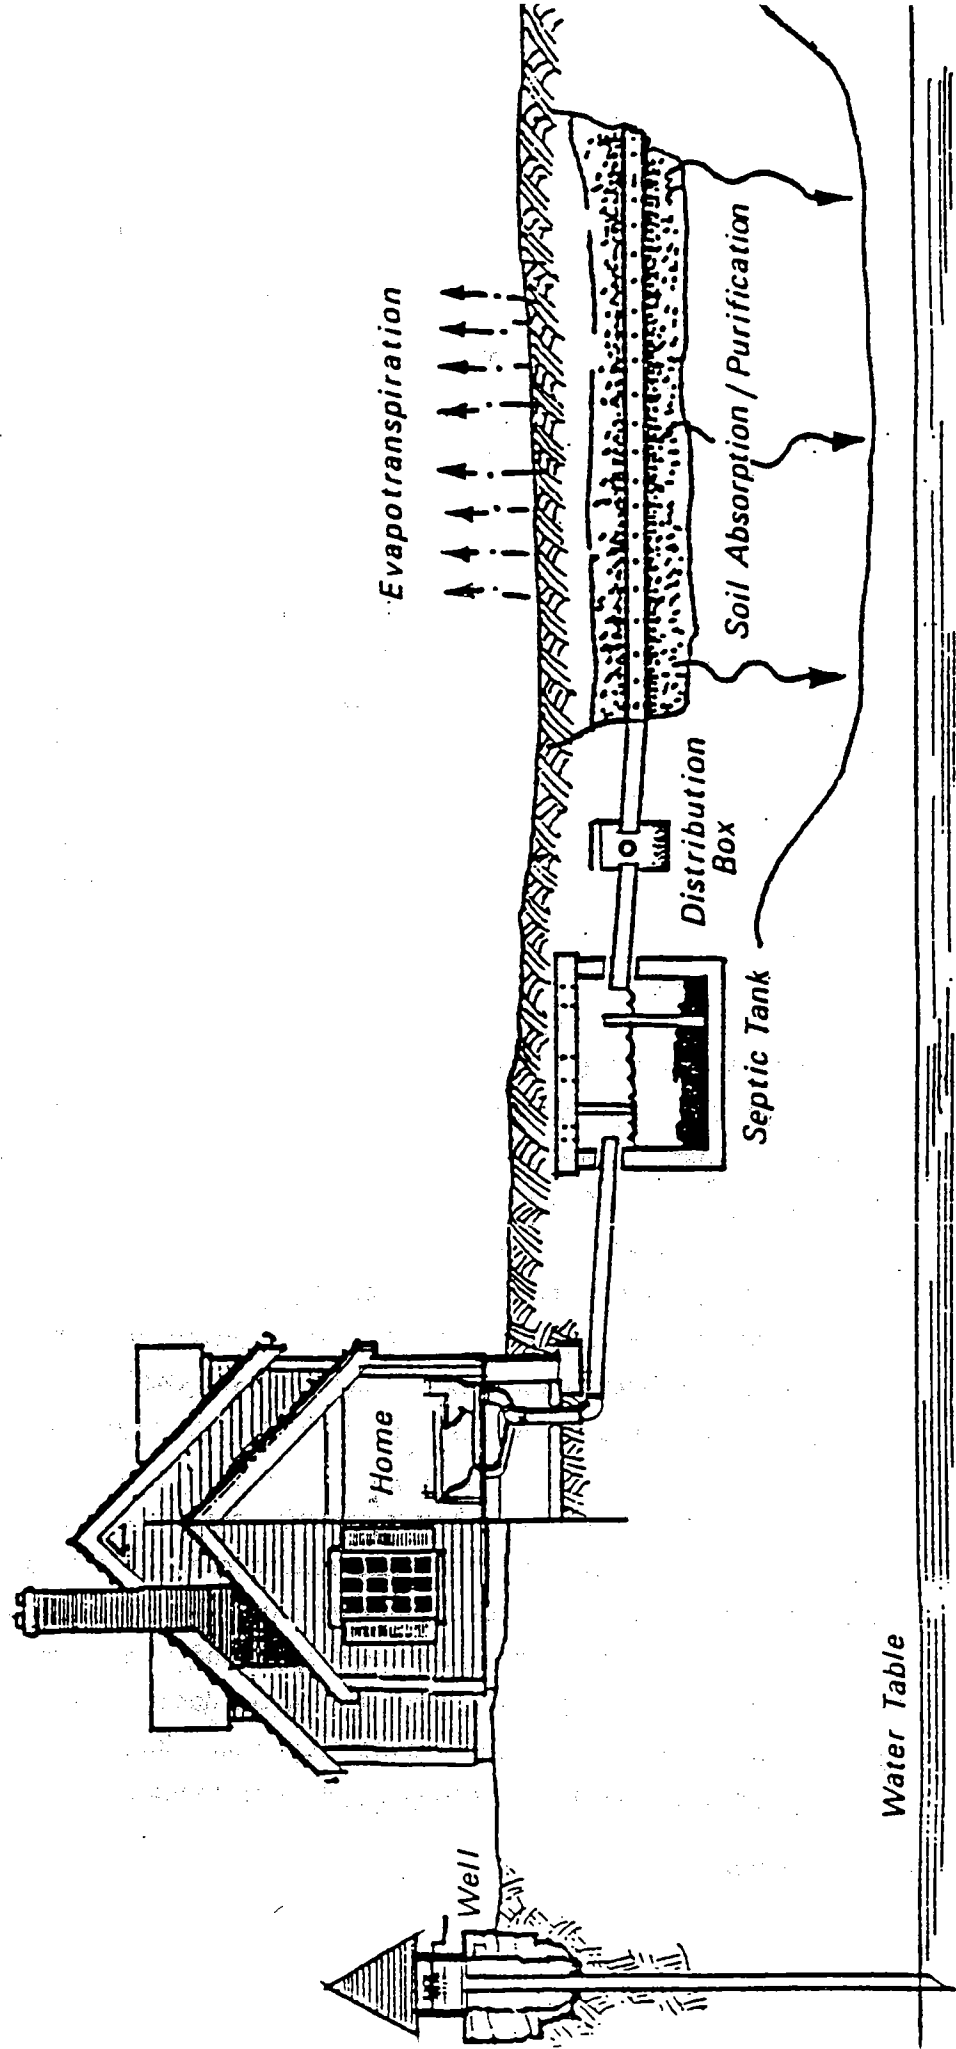 Evapotranspiration
Home
Well
Soil Absorption / Purification
Distribution
Box
Septic Tank
Water Table